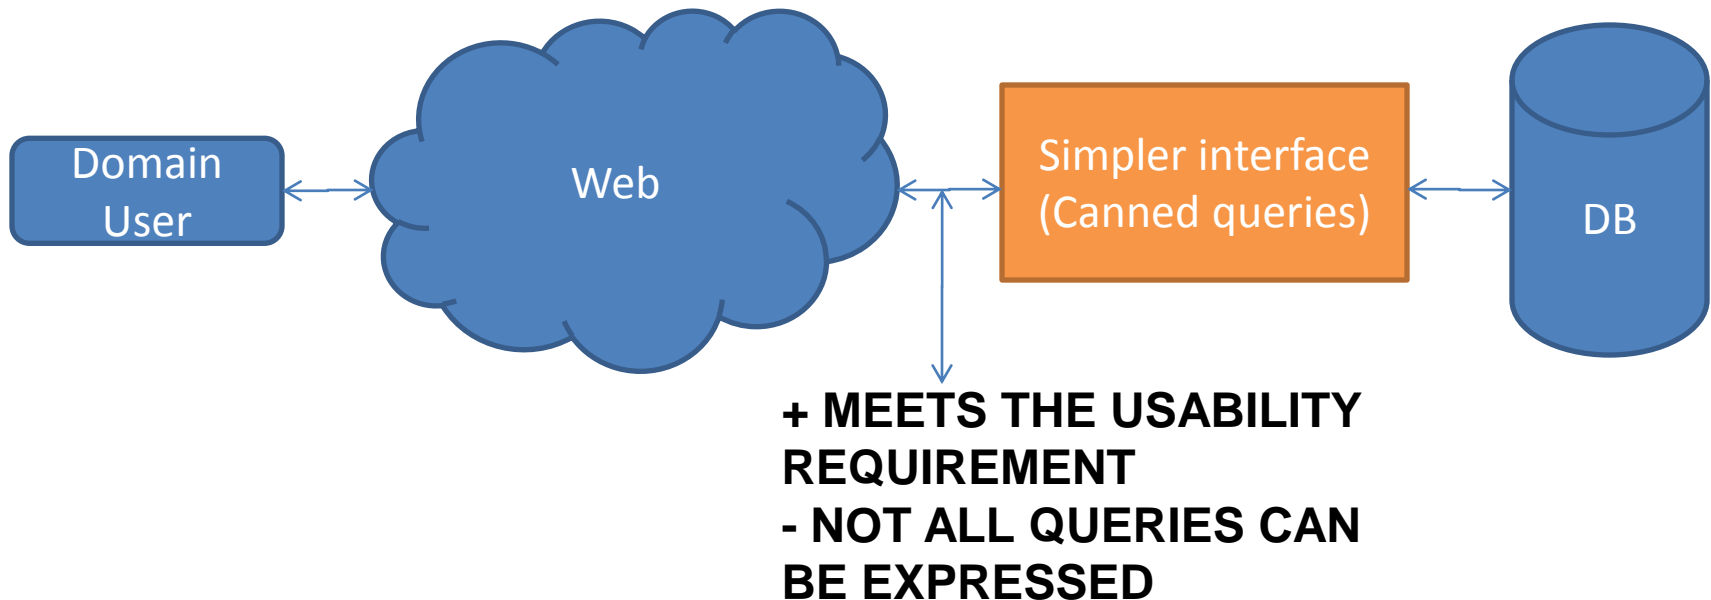 Domain
User
Web
Simpler interface
(Canned queries)
DB
+ MEETS THE USABILITY
REQUIREMENT
- NOT ALL QUERIES CAN
BE EXPRESSED